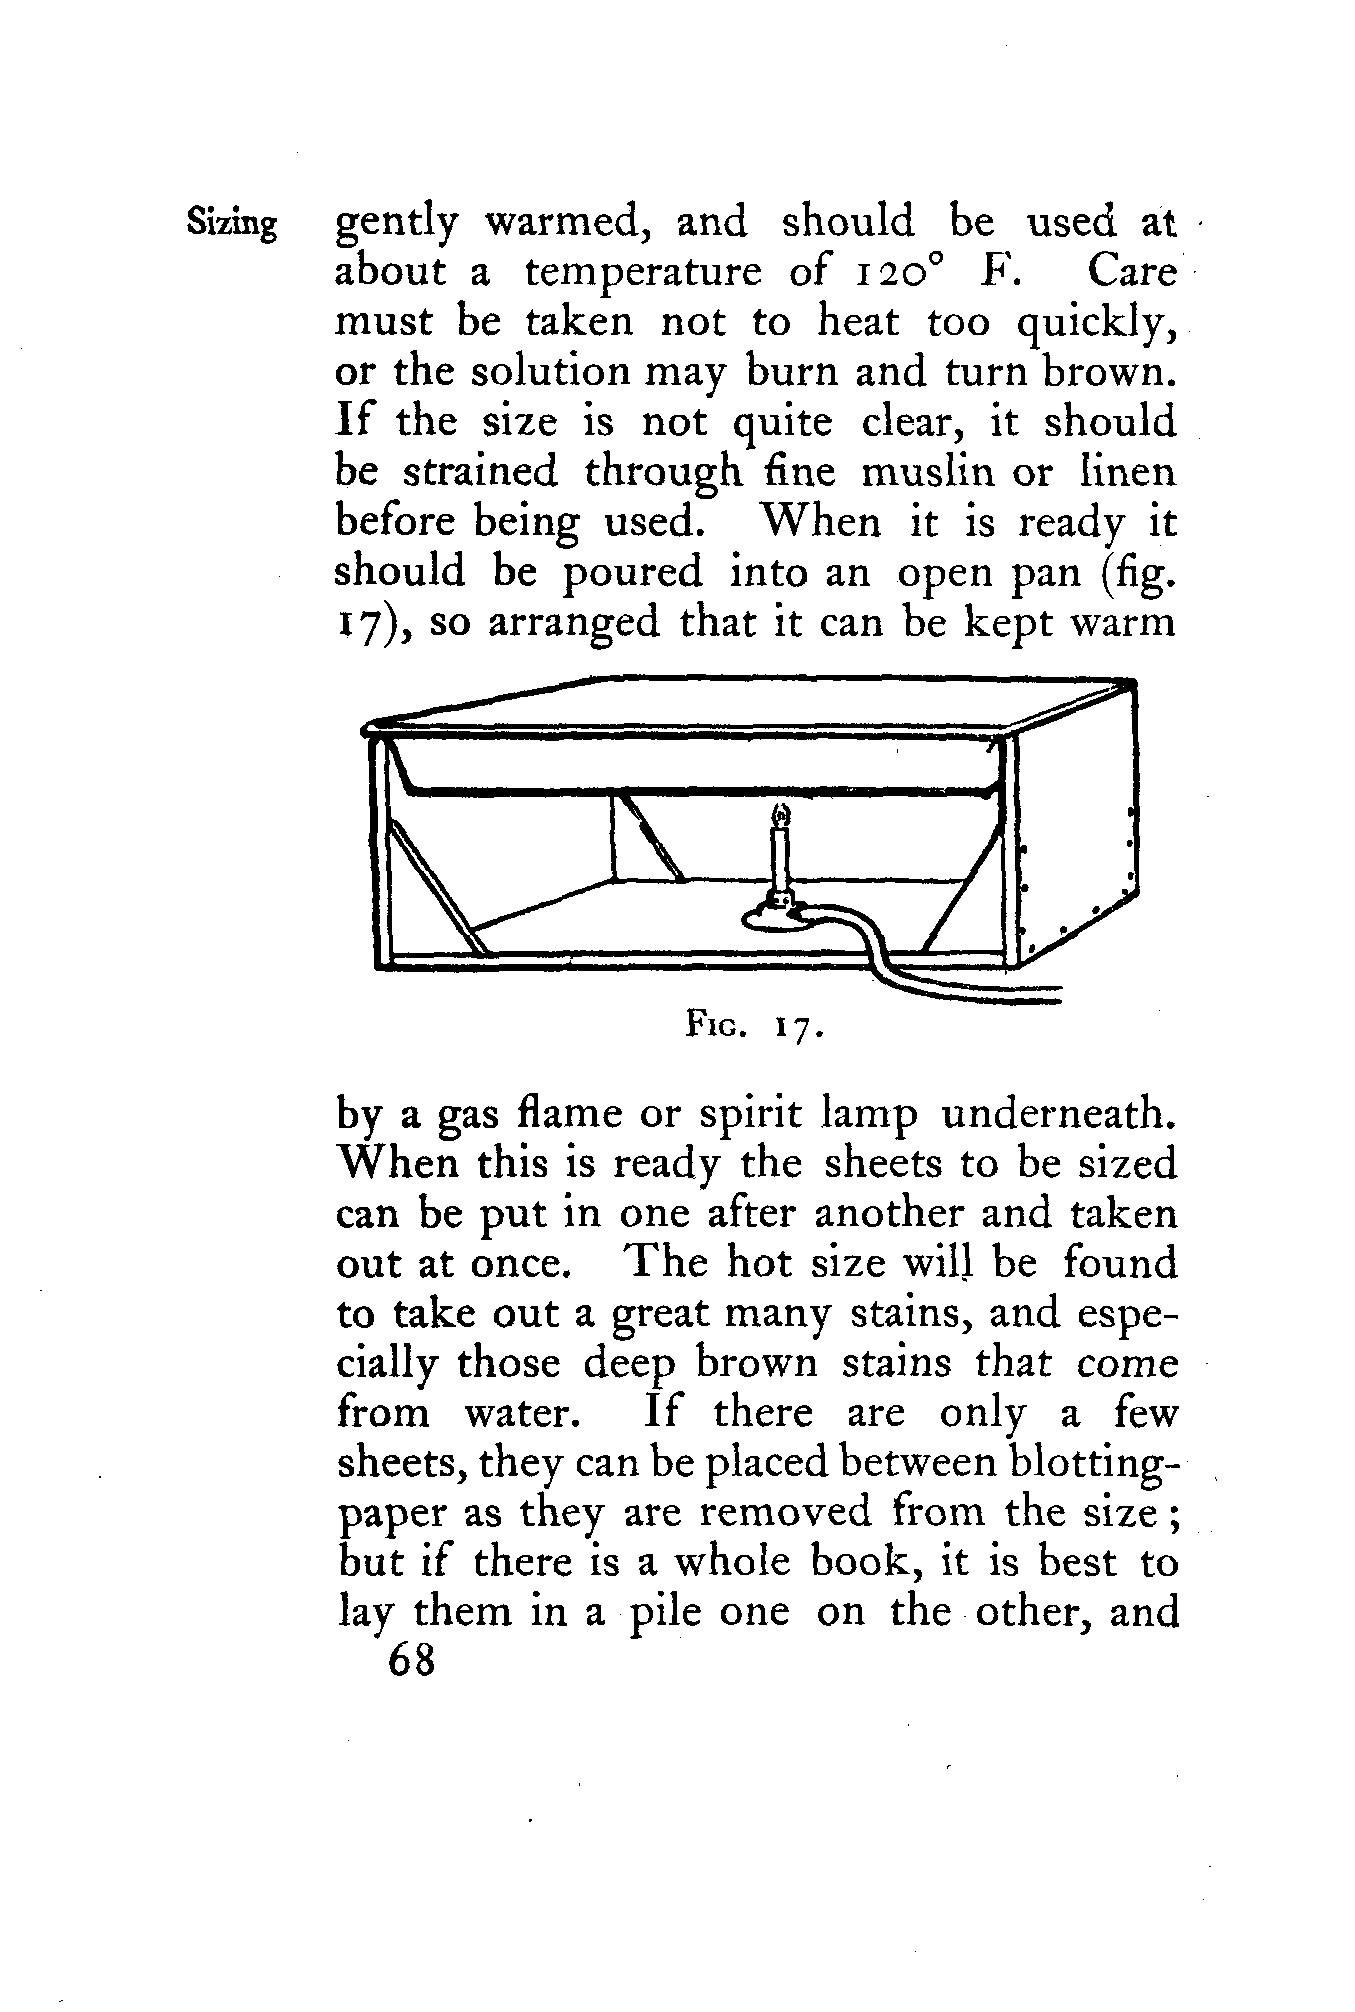 Sizing gently warmed, and should be used at
about a temperature of 120° F. Care
must be taken not to heat too quickly,
or the solution may burn and turn brown.
If the size is not quite clear, it should
be strained through fine muslin or linen
before being used. When it is ready it
should be poured into an open pan (fig.
17), so arranged that it can be kept warm
Fig. 17.
by a gas flame or spirit lamp underneath.
When this is ready the sheets to be sized
can be put in one after another and taken
out at once. The hot size will be found
to take out a great many stains, and espe-
cially those deep brown stains that come
from water. If there are only a few
sheets, they can be placed between blotting-
paper as they are removed from the size ;
but if there is a whole book, it is best to
lay them in a pile one on the other, and
68